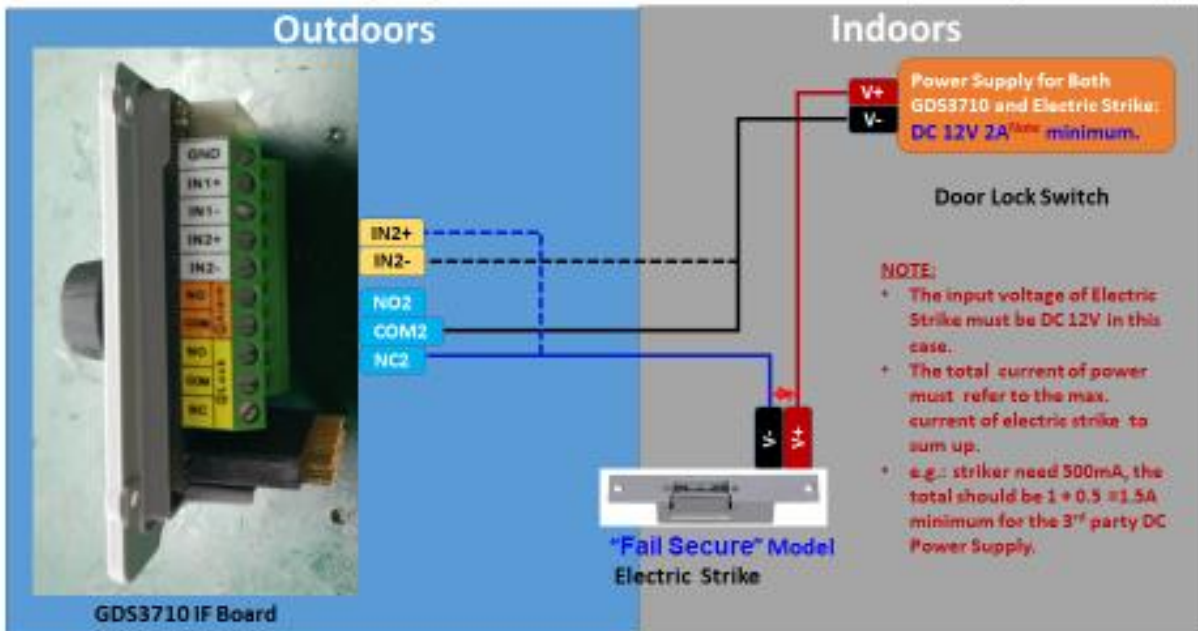 Outdoors
Indoors
GND
IN1+
IN1-
IN2+
IN2-
NO
COM
NO
COM
NC
Lock
IN2+
IN2-
NO2
COM2
NC2
V+
V-
Power Supply for Both
GDS3710 and Electric Strike:
DC 12V 2A Note minimum.
Door Lock Switch
NOTE:
• The input voltage of Electric
Strike must be DC 12V in this
case.
• The total current of power
must refer to the max.
current of electric strike to
sum up.
• e.g.: striker need 500mA, the
total should be 1 + 0.5 =1.5A
minimum for the 3rd party DC
Power Supply.
V-
V+
"Fail Secure" Model
Electric Strike
GDS3710 IF Board